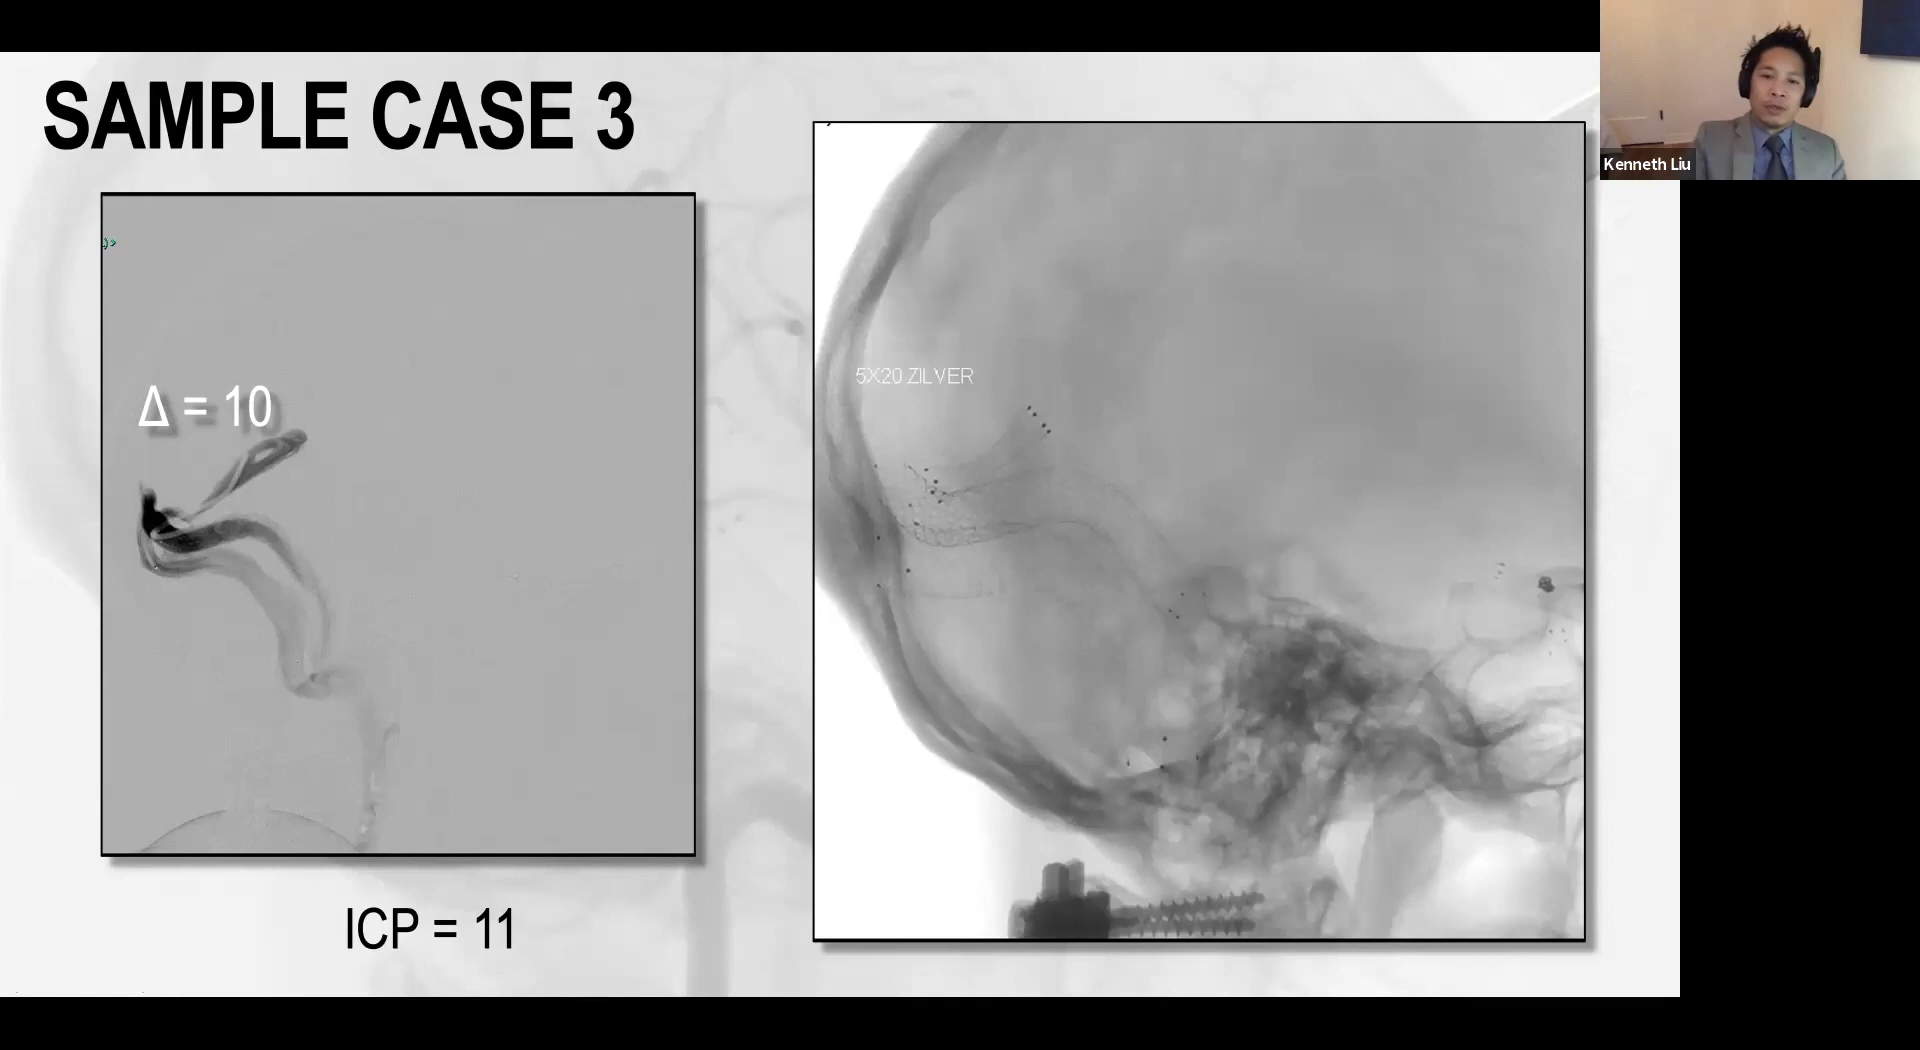 SAMPLE CASE 3
Kenneth Liu
Δ = 10
5X20 ZILVER
ICP = 11